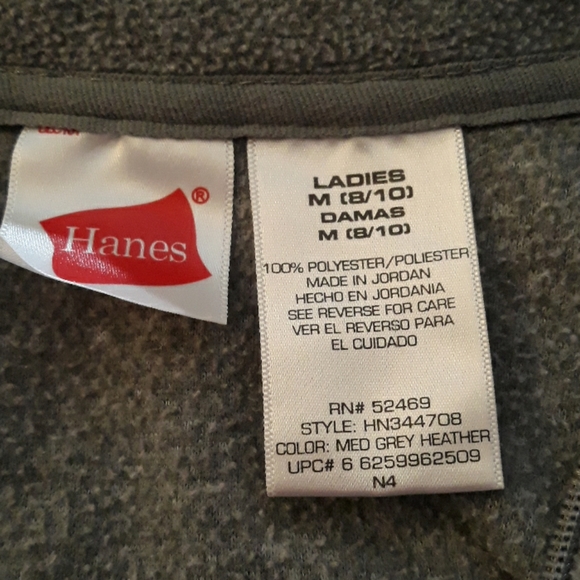 Hanes®
LADIES
M (8/10)
DAMAS
M (8/10)
100% POLYESTER/POLIESTER
MADE IN JORDAN
HECHO EN JORDANIA
SEE REVERSE FOR CARE
VER EL REVERSO PARA
EL CUIDADO
RN# 52469
STYLE: HN344708
COLOR: MED GREY HEATHER
UPC# 6 6259962509
N4